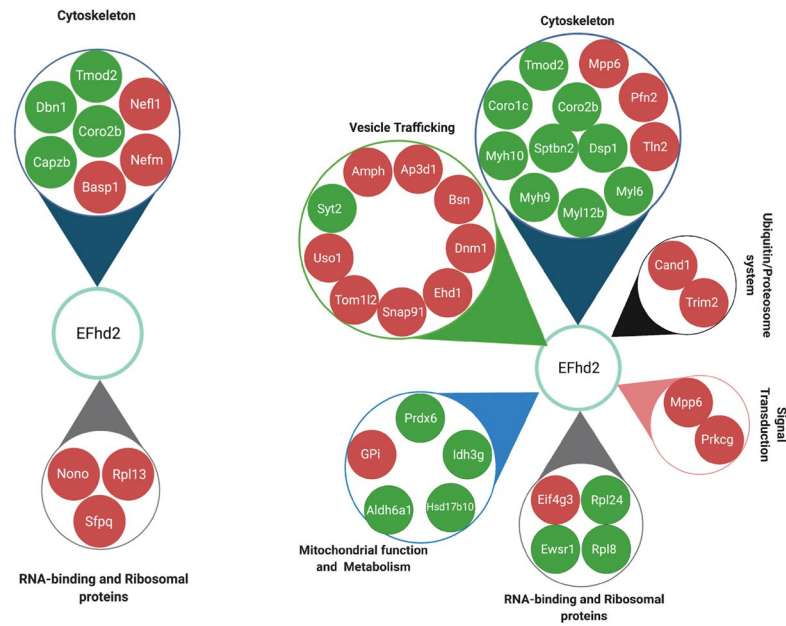 Cytoskeleton
Tmod2
Dbn1
Nefl1
Coro2b
Capzb
Nefm
Basp1
EFhd2
Nono
Rpl13
Sfpq
RNA-binding and Ribosomal
proteins
Cytoskeleton
Tmod2
Mpp6
Coro1c
Coro2b
Pfn2
Myh10
Sptbn2
Dsp1
Tln2
Myh9
Myl12b
Myl6
Vesicle Trafficking
Amph
Ap3d1
Syt2
Bsn
Uso1
Dnm1
Tom1l2
Snap91
Ehd1
Ubiquitin/Proteosome
system
Cand1
Trim2
EFhd2
Signal
Transduction
Mpp6
Prkcg
Prdx6
GPi
Idh3g
Aldh6a1
Hsd17b10
Mitochondrial function
and Metabolism
Eif4g3
Rpl24
Ewsr1
Rpl8
RNA-binding and Ribosomal
proteins